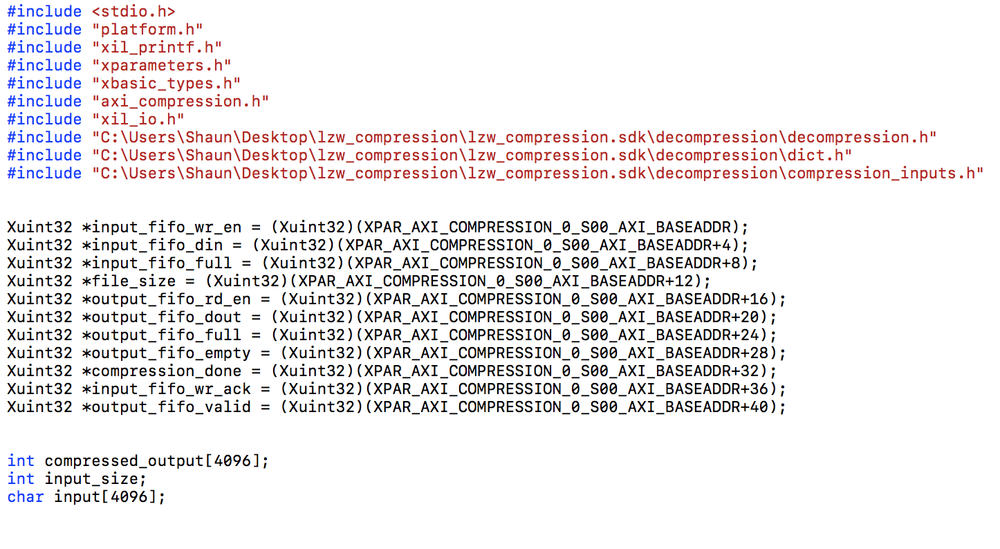 #include <stdio.h>
#include "platform.h"
#include "xil_printf.h"
#include "xparameters.h"
#include "xbasic_types.h"
#include "axi_compression.h"
#include "xil_io.h"
#include "C:\Users\Shaun\Desktop\lzw_compression\lzw_compression.sdk\decompression\decompression.h"
#include "C:\Users\Shaun\Desktop\lzw_compression\lzw_compression.sdk\decompression\dict.h"
#include "C:\Users\Shaun\Desktop\lzw_compression\lzw_compression.sdk\decompression\compression_inputs.h"
Xuint32 *input_fifo_wr_en = (Xuint32)(XPAR_AXI_COMPRESSION_0_S00_AXI_BASEADDR);
Xuint32 *input_fifo_din = (Xuint32)(XPAR_AXI_COMPRESSION_0_S00_AXI_BASEADDR+4);
Xuint32 *input_fifo_full = (Xuint32)(XPAR_AXI_COMPRESSION_0_S00_AXI_BASEADDR+8);
Xuint32 *file_size = (Xuint32)(XPAR_AXI_COMPRESSION_0_S00_AXI_BASEADDR+12);
Xuint32 *output_fifo_rd_en = (Xuint32)(XPAR_AXI_COMPRESSION_0_S00_AXI_BASEADDR+16);
Xuint32 *output_fifo_dout = (Xuint32)(XPAR_AXI_COMPRESSION_0_S00_AXI_BASEADDR+20);
Xuint32 *output_fifo_full = (Xuint32)(XPAR_AXI_COMPRESSION_0_S00_AXI_BASEADDR+24);
Xuint32 *output_fifo_empty = (Xuint32)(XPAR_AXI_COMPRESSION_0_S00_AXI_BASEADDR+28);
Xuint32 *compression_done = (Xuint32)(XPAR_AXI_COMPRESSION_0_S00_AXI_BASEADDR+32);
Xuint32 *input_fifo_wr_ack = (Xuint32)(XPAR_AXI_COMPRESSION_0_S00_AXI_BASEADDR+36);
Xuint32 *output_fifo_valid = (Xuint32)(XPAR_AXI_COMPRESSION_0_S00_AXI_BASEADDR+40);
int compressed_output[4096];
int input_size;
char input[4096];